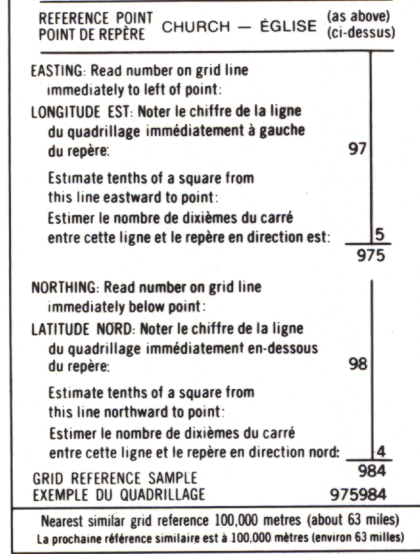 REFERENCE POINT CHURCH — ÉGLISE (as above)
POINT DE REPÈRE (ci-dessus)
EASTING: Read number on grid line
immediately to left of point:
LONGITUDE EST: Noter le chiffre de la ligne
du quadrillage immédiatement à gauche
du repère: 97
Estimate tenths of a square from
this line eastward to point:
Estimer le nombre de dixièmes du carré
entre cette ligne et le repère en direction est: 5
975
NORTHING: Read number on grid line
immediately below point:
LATITUDE NORD: Noter le chiffre de la ligne
du quadrillage immédiatement en-dessous
du repère: 98
Estimate tenths of a square from
this line northward to point:
Estimer le nombre de dixièmes du carré
entre cette ligne et le repère en direction nord: 4
GRID REFERENCE SAMPLE 984
EXEMPLE DU QUADRILLAGE 975984
Nearest similar grid reference 100,000 metres (about 63 miles)
La prochaine référence similaire est à 100,000 mètres (environ 63 milles)